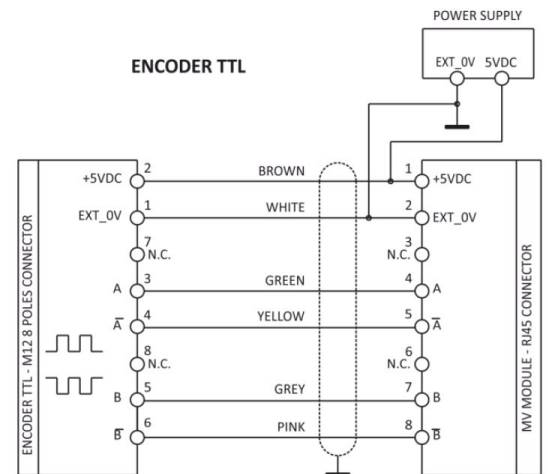 POWER SUPPLY
EXT_0V 5VDC
ENCODER TTL
ENCODER TTL - M12 8 POLES CONNECTOR
MV MODULE - RJ45 CONNECTOR
+5VDC 2 BROWN 1 +5VDC
EXT_0V 1 WHITE 2 EXT_0V
7 N.C. 3 N.C.
A 3 GREEN 4 A
A̅ 4 YELLOW 5 A̅
8 N.C. 6 N.C.
B 5 GREY 7 B
B̅ 6 PINK 8 B̅